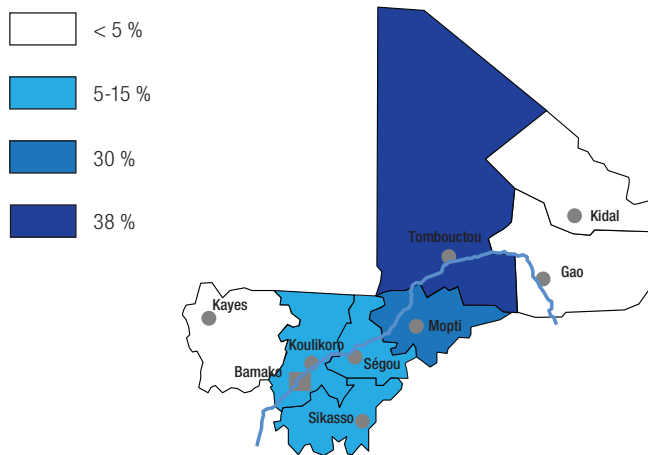 < 5 %
5-15 %
30 %
38 %
Kidal
Tombouctou
Gao
Kayes
Mopti
Koulikoro
Ségou
Bamako
Sikasso